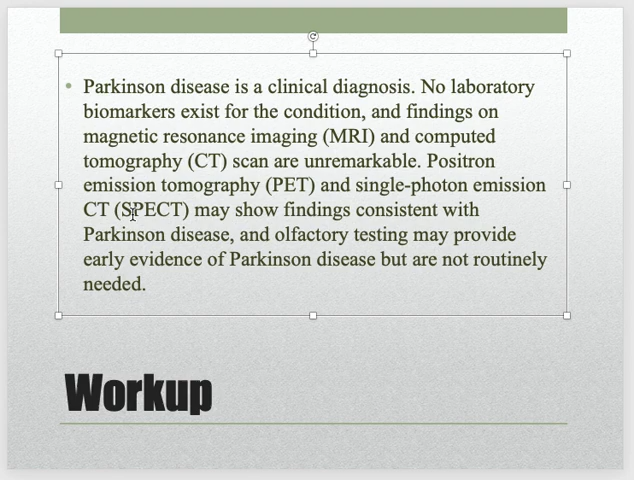 • Parkinson disease is a clinical diagnosis. No laboratory
biomarkers exist for the condition, and findings on
magnetic resonance imaging (MRI) and computed
tomography (CT) scan are unremarkable. Positron
emission tomography (PET) and single-photon emission
CT (SPECT) may show findings consistent with
Parkinson disease, and olfactory testing may provide
early evidence of Parkinson disease but are not routinely
needed.
Workup